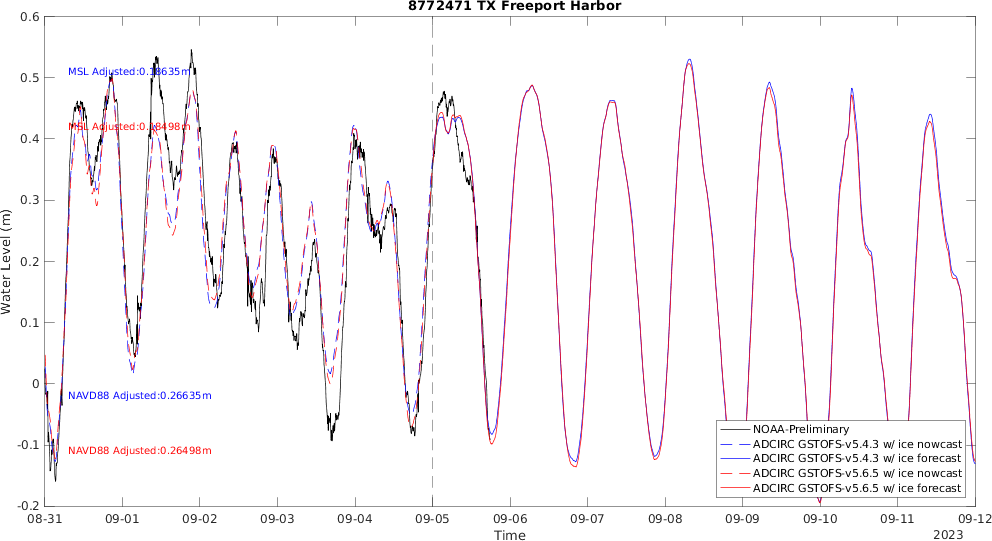 8772471 TX Freeport Harbor
0.6
0.5
0.4
0.3
0.2
0.1
0
-0.1
-0.2
Water Level (m)
MSL Adjusted:0.18635m
MSL Adjusted:0.18498m
NAVD88 Adjusted:0.26635m
NAVD88 Adjusted:0.26498m
NOAA-Preliminary
ADCIRC GSTOFS-v5.4.3 w/ ice nowcast
ADCIRC GSTOFS-v5.4.3 w/ ice forecast
ADCIRC GSTOFS-v5.6.5 w/ ice nowcast
ADCIRC GSTOFS-v5.6.5 w/ ice forecast
08-31 09-01 09-02 09-03 09-04 09-05 09-06 09-07 09-08 09-09 09-10 09-11 09-12
Time
2023